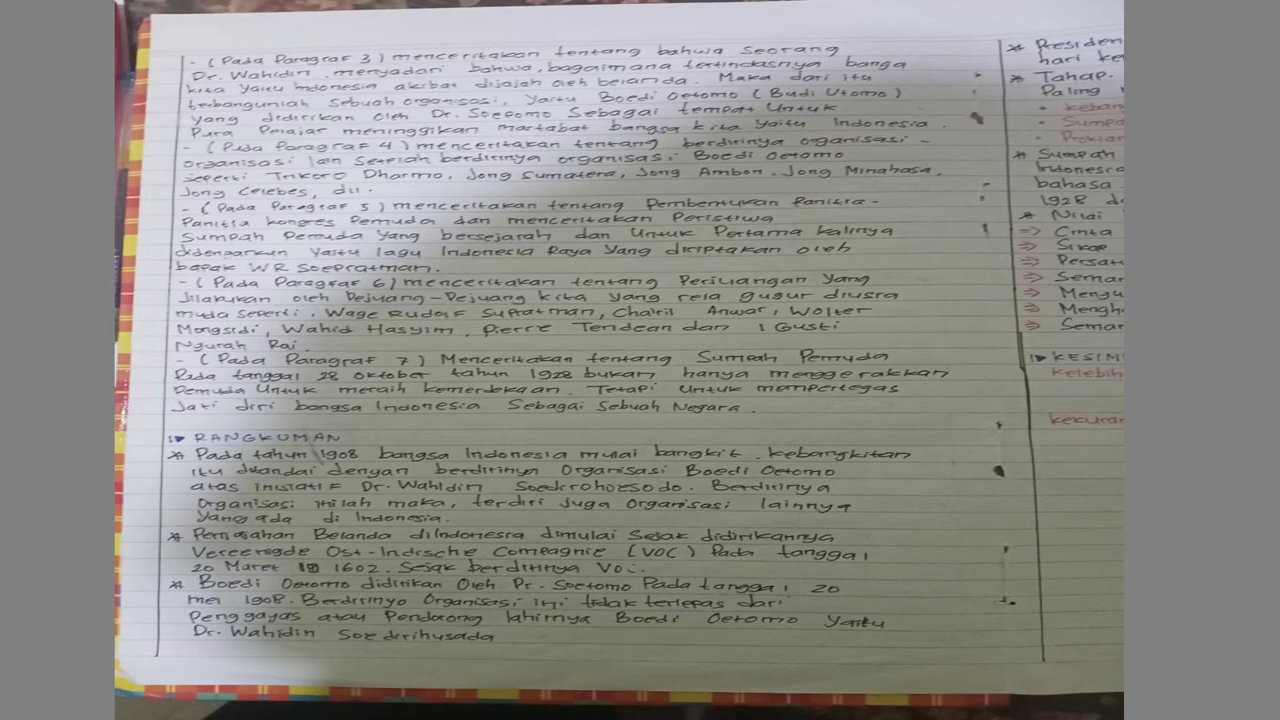 - (Pada Paragraf 3) menceritakan tentang bahwa seorang
Dr. Wahidin menyadari bahwa, bagaimana tertindasnya banga
kita yaitu Indonesia akibat dijajah oleh belanda. Maka dari itu
terbangunlah sebuah organisasi, yaitu Boedi Oetomo (Budi Utomo)
yang didirikan oleh Dr. Soepomo Sebagai tempat untuk
Para Pelajar meninggikan martabat bangsa kita yaitu Indonesia.
- (Pada Paragraf 4) menceritakan tentang berdirinya organisasi -
organisasi lain setelah berdirinya organisasi Boedi Oetomo
seperti Trikoro Dharmo, Jong Sumatera, Jong Ambon, Jong Minahasa,
Jong Celebes, dll.
- (Pada Paragraf 5) menceritakan tentang Pembentukan Panitia -
Panitia kongres Pemuda dan menceritakan Peristiwa
Sumpah Pemuda yang bersejarah dan Untuk Pertama kalinya
didengarkan yaitu lagu Indonesia Raya yang diciptakan oleh
bapak WR Soepratman.
- (Pada Paragraf 6) menceritakan tentang Perjuangan yang
dilakukan oleh Pejuang-Pejuang kita yang rela gugur diusia
muda seperti, Wage Rudolf Supratman, Chairil Anwar, Wolter
Mongsidi, Wahid Hasyim, Pierre Tendean dan I Gusti
Ngurah Rai.
- (Pada Paragraf 7) Menceritakan tentang Sumpah Pemuda
Pada tanggal 28 oktober tahun 1928 bukan hanya menggerakkan
Pemuda Untuk meraih kemerdekaan. Tetapi Untuk mempertegas
Jati diri bangsa Indonesia Sebagai Sebuah Negara.
RANGKUMAN
* Pada tahun 1908 bangsa Indonesia mulai bangkit. kebangkitan
itu ditandai dengan berdirinya Organisasi Boedi Oetomo
atas inisiatif Dr. Wahidin Soedirohoesodo. Berdirinya
Organisasi inilah maka, terdiri juga Organisasi lainnya
Yang ada di Indonesia.
* Penjajahan Belanda diIndonesia dimulai Sejak didirikannya
Vereenigde Ost-Indische Compagnie (VOC) Pada tanggal
20 Maret 1602. Sejak berdirinya VOC.
* Boedi Oetomo didirikan Oleh Dr. Soetomo Pada tanggal 20
mei 1908. Berdirinya Organisasi ini tidak terlepas dari
Penggagas atau Pendorong lahirnya Boedi Oetomo yaitu
Dr. Wahidin Soedirihusada
* Presiden
hari ke
* Tahap.
Paling
• keban
• Sumpa
• Proklar
* Sumpah
Indonesia
bahasa
1928 d
* Nilai
=> Cinta
=> Sikap
=> Persat
=> Semar
=> Menju
=> Mengh
=> Semar
KESIM
kelebih
kekuran